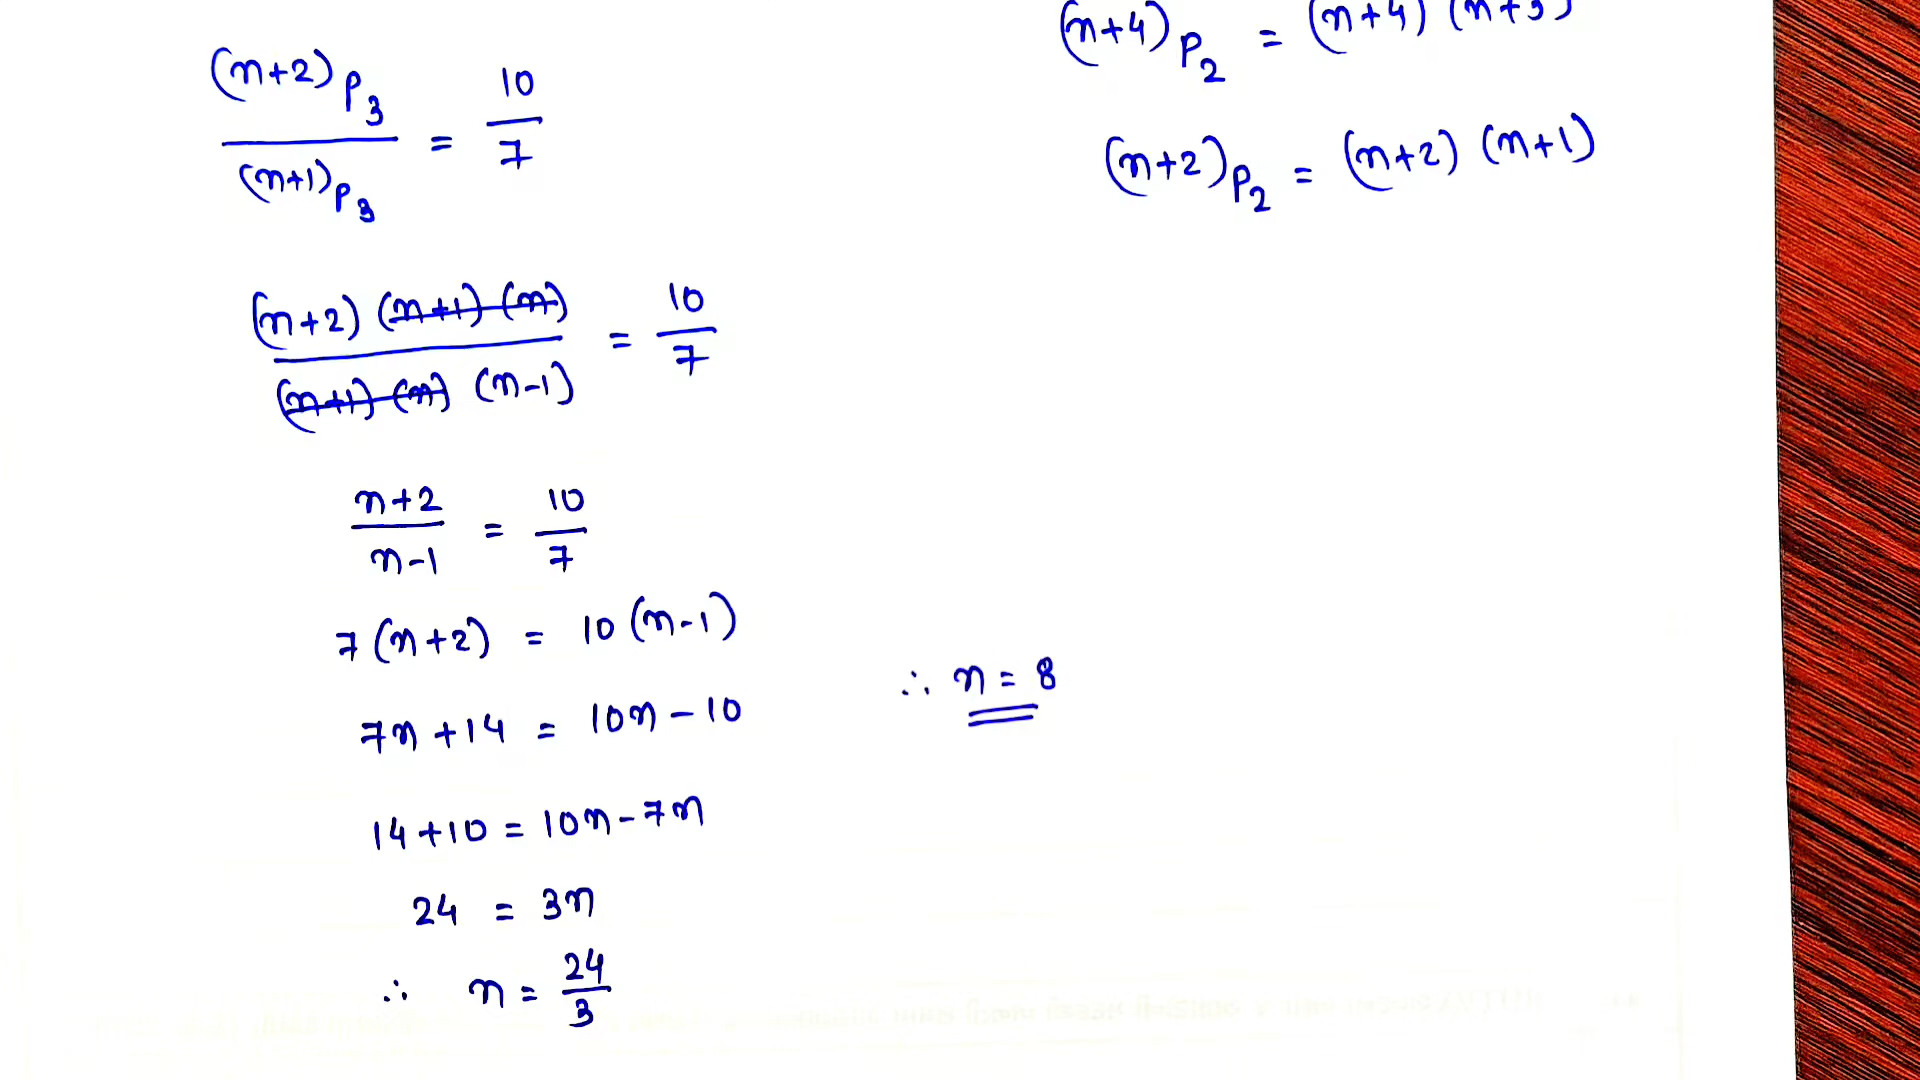 (n+2)P3 / (n+1)P3 = 10/7
(n+2) (n+1) (n) / (n+1) (n) (n-1) = 10/7
n+2 / n-1 = 10/7
7(n+2) = 10(n-1)
7n+14 = 10n-10
14+10 = 10n-7n
24 = 3n
∴ n = 24/3
(n+4)P2 = (n+4) (n+3)
(n+2)P2 = (n+2) (n+1)
∴ n = 8